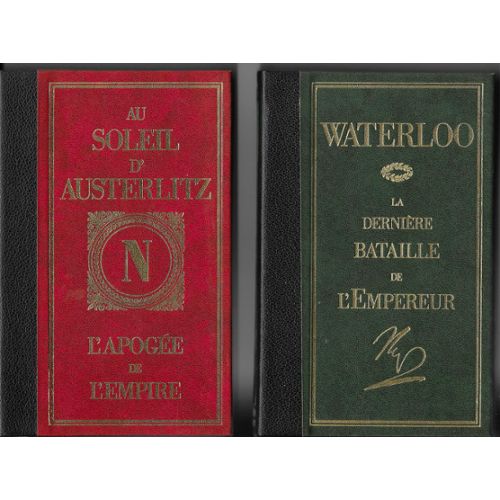 AU
SOLEIL
D'
AUSTERLITZ
N
L'APOGÉE
DE
L'EMPIRE
WATERLOO
LA
DERNIÈRE
BATAILLE
DE
L'EMPEREUR